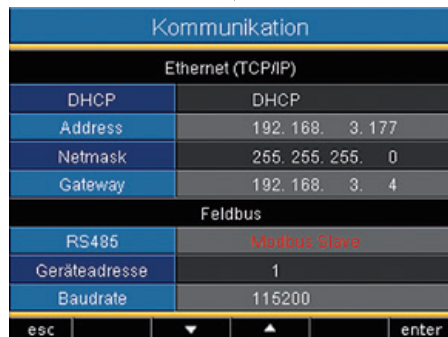 Kommunikation
Ethernet (TCP/IP)
DHCP DHCP
Address 192. 168. 3. 177
Netmask 255. 255. 255. 0
Gateway 192. 168. 3. 4
Feldbus
RS485 Modbus Slave
Geräteadresse 1
Baudrate 115200
esc enter